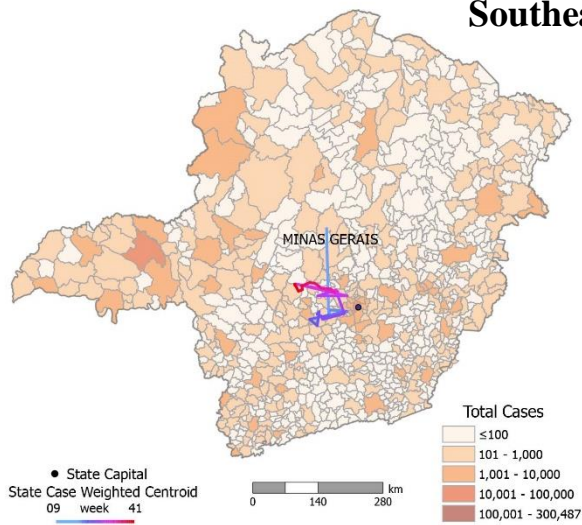 Southea
MINAS GERAIS
Total Cases
≤100
101 - 1,000
1,001 - 10,000
10,001 - 100,000
100,001 - 300,487
State Capital
State Case Weighted Centroid
09 week 41
km
0 140 280